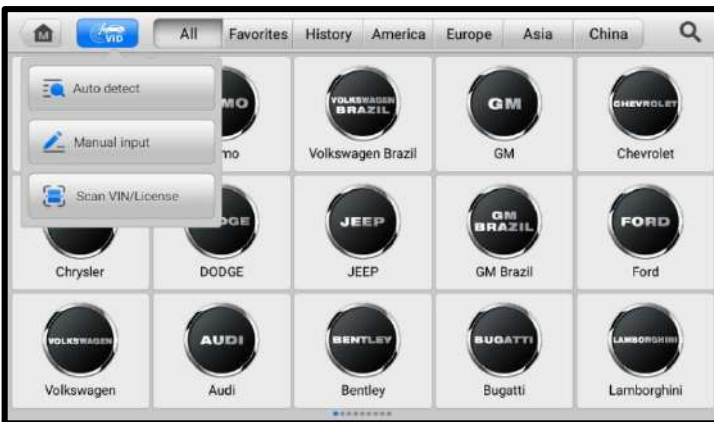 M
VID
All
Favorites
History
America
Europe
Asia
China
Auto detect
Manual input
Scan VIN/License
MO
mo
VOLKSWAGEN
BRAZIL
Volkswagen Brazil
GM
GM
CHEVROLET
Chevrolet
Chrysler
DGE
DODGE
JEEP
JEEP
GM
BRAZIL
GM Brazil
FORD
Ford
VOLKSWAGEN
Volkswagen
AUDI
Audi
BENTLEY
Bentley
BUGATTI
Bugatti
LAMBORGHINI
Lamborghini